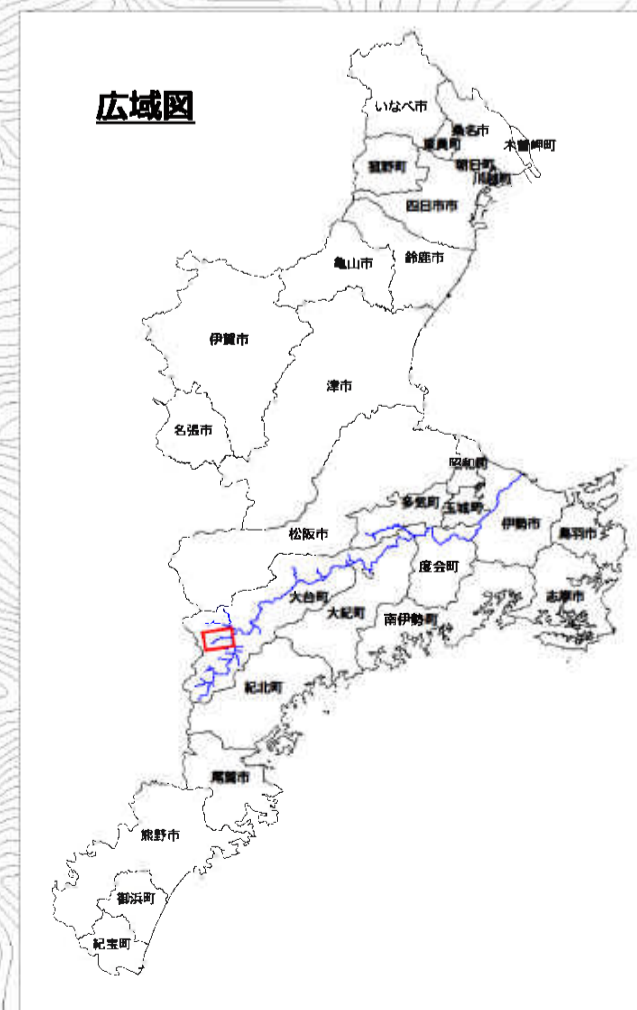 広域図
いなべ市
桑名市
東員町
木曽岬町
菰野町
朝日町
川越町
四日市市
亀山市
鈴鹿市
伊賀市
津市
名張市
明和町
多気町
玉城町
松阪市
伊勢市
鳥羽市
度会町
大台町
志摩市
大紀町
南伊勢町
紀北町
尾鷲市
熊野市
御浜町
紀宝町